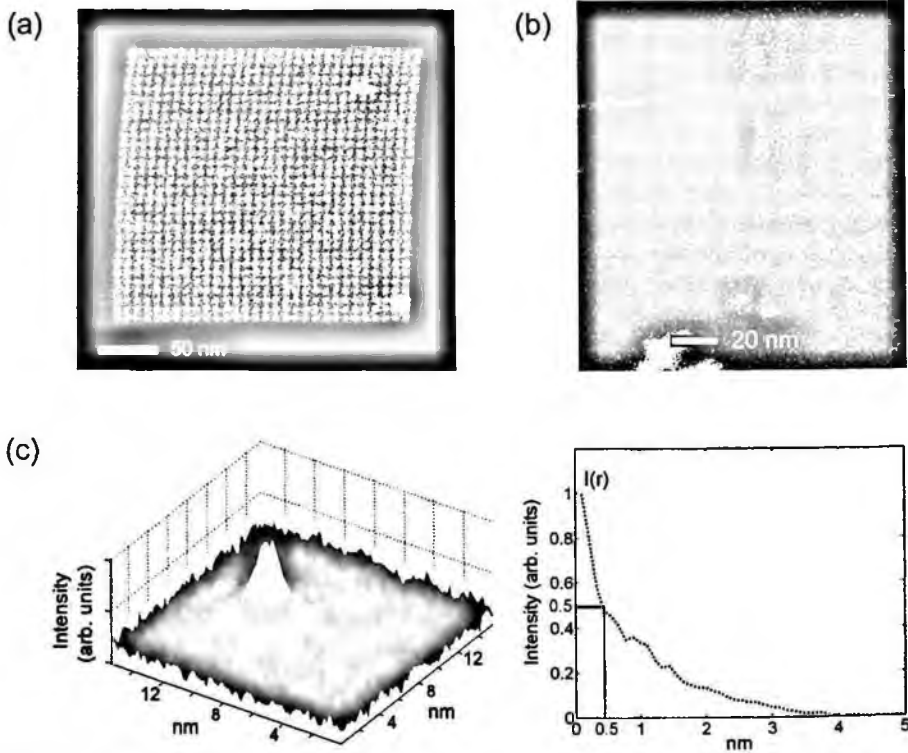 (a)
50 nm
(b)
20 nm
(c)
Intensity
(arb. units)
12
8
4
nm
4
8
12
nm
Intensity (arb. units)
I(r)
1
0.8
0.6
0.5
0.4
0.2
0
0 0.5 1 2 3 4 5
nm